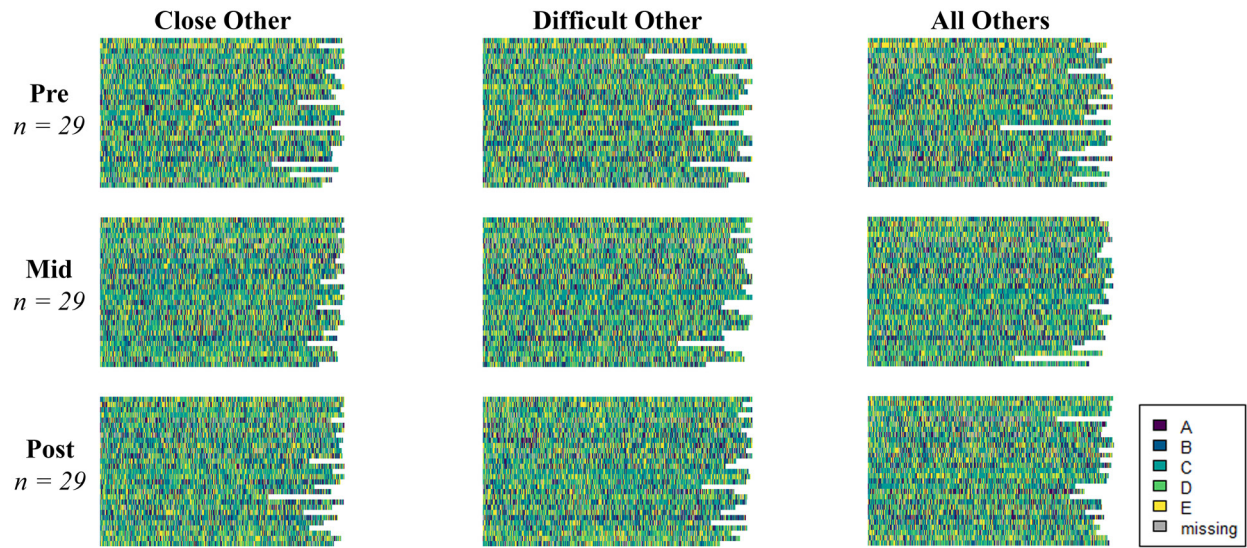 Close Other
Difficult Other
All Others
Pre
n = 29
Mid
n = 29
Post
n = 29
A
B
C
D
E
missing